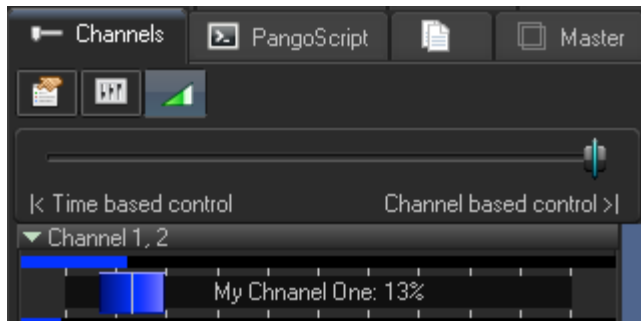 Channels PangoScript Master
|< Time based control Channel based control >|
Channel 1, 2
My Chnanel One: 13%